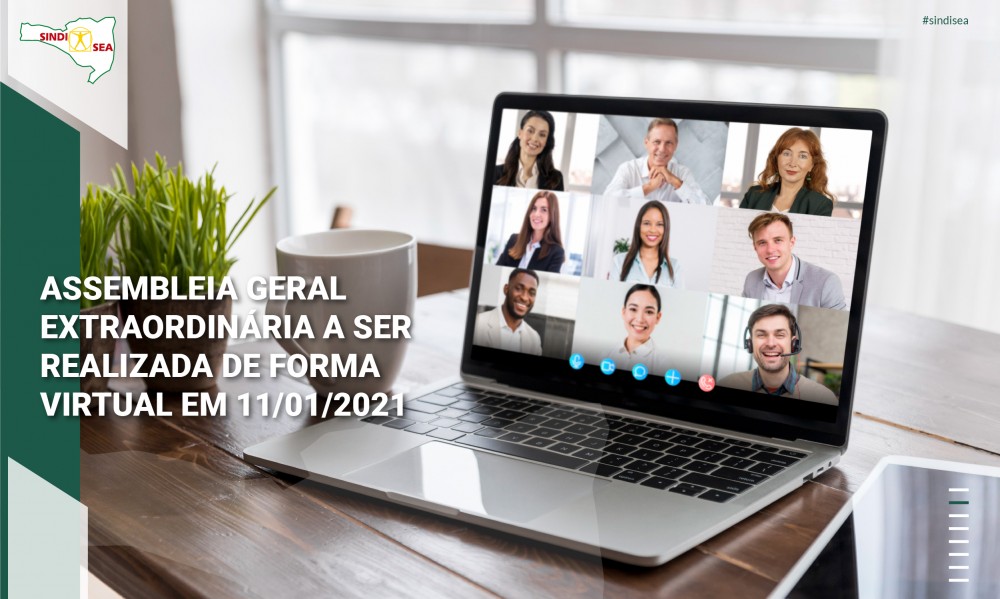 SINDI
SEA
#sindisea
ASSEMBLEIA GERAL
EXTRAORDINÁRIA A SER
REALIZADA DE FORMA
VIRTUAL EM 11/01/2021